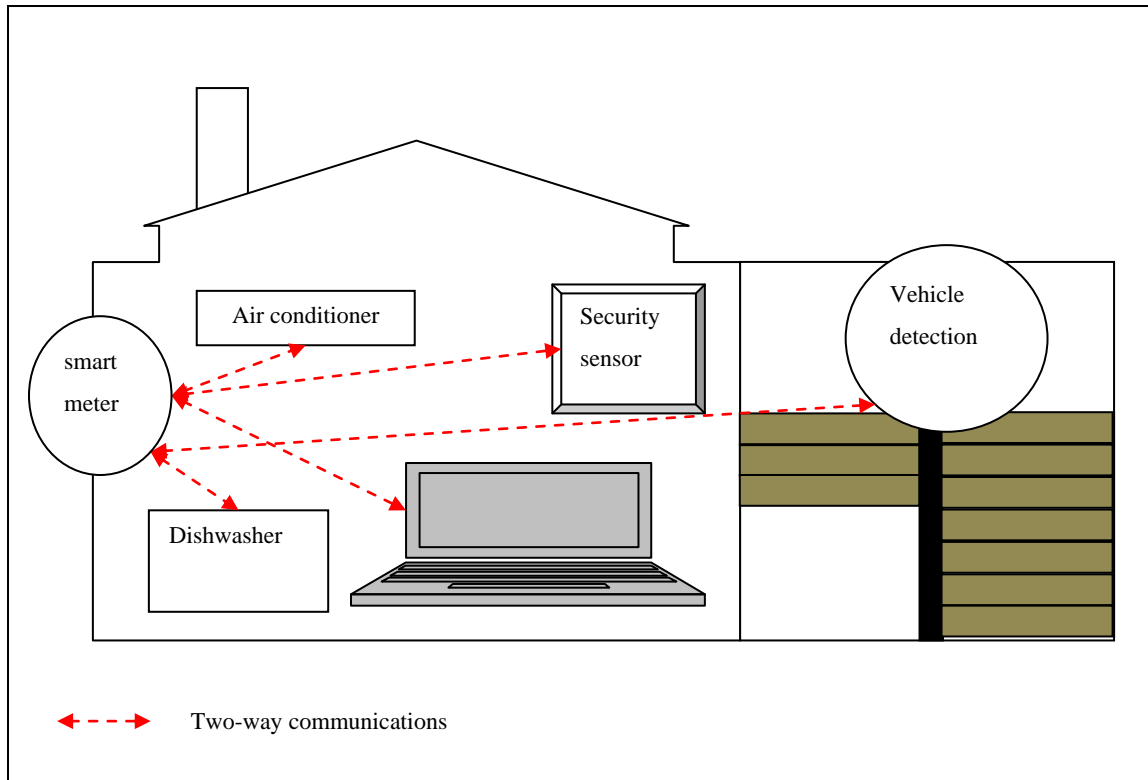 Air conditioner
Security
sensor
Vehicle
detection
smart
meter
Dishwasher
Two-way communications